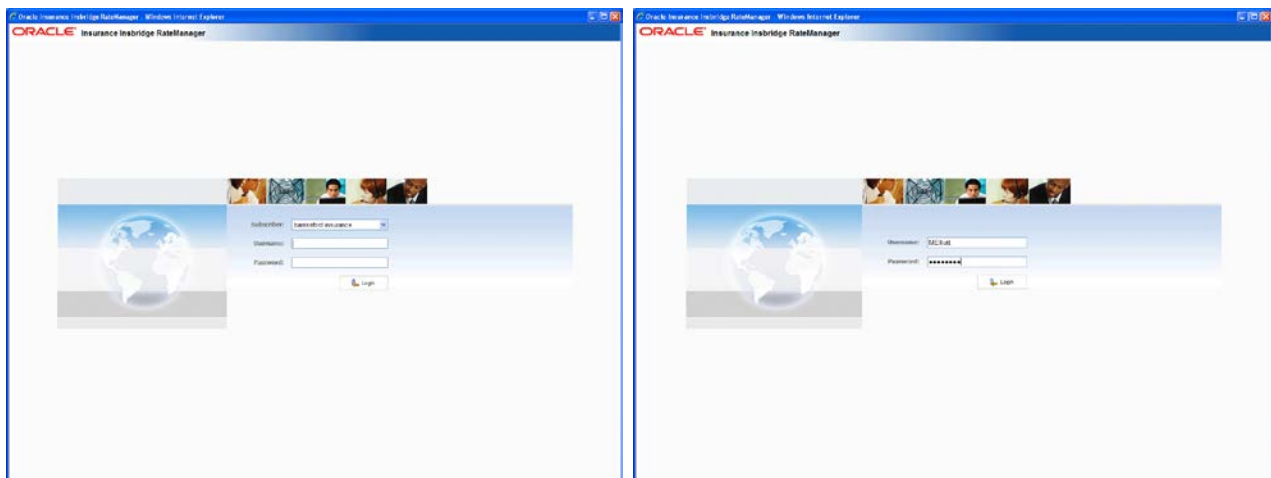 Oracle Insurance Insbridge RateManager - Windows Internet Explorer
ORACLE Insurance Insbridge RateManager
Subscriber:
Username:
Password:
Login
Oracle Insurance Insbridge RateManager - Windows Internet Explorer
ORACLE Insurance Insbridge RateManager
Username:
Password: ••••••••
Login